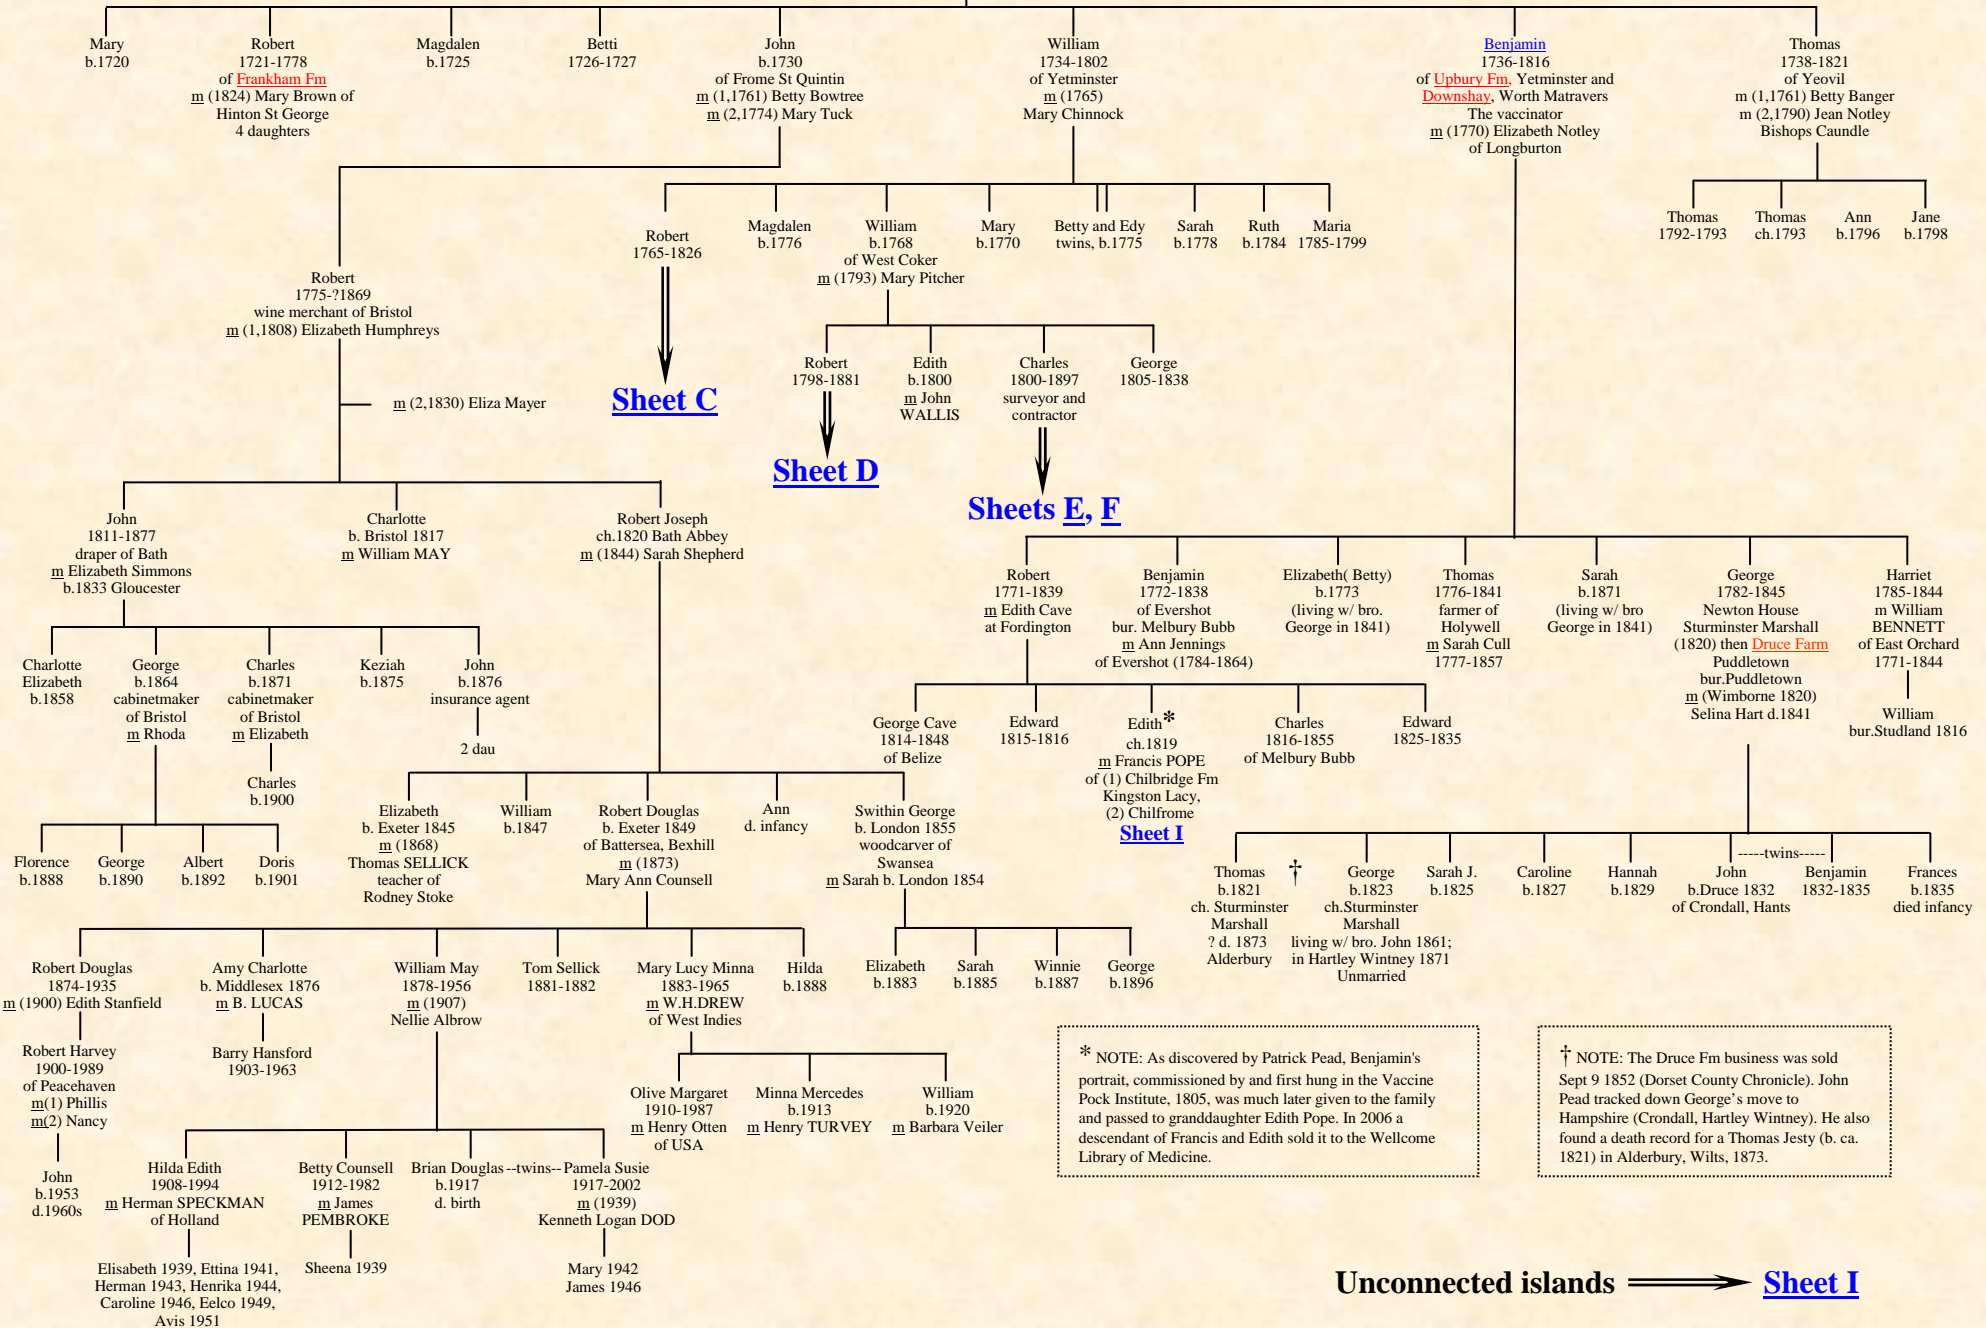 Mary
b.1720
Robert
1721-1778
of Frankham Fm
m (1824) Mary Brown of
Hinton St George
4 daughters
Magdalen
b.1725
Betti
1726-1727
John
b.1730
of Frome St Quintin
m (1,1761) Betty Bowtree
m (2,1774) Mary Tuck
William
1734-1802
of Yetminster
m (1765)
Mary Chinnock
Benjamin
1736-1816
of Upbury Fm, Yetminster and
Downshay, Worth Matravers
The vaccinator
m (1770) Elizabeth Notley
of Longburton
Thomas
1738-1821
of Yeovil
m (1,1761) Betty Banger
m (2,1790) Jean Notley
Bishops Caundle
Robert
1765-1826
Magdalen
b.1776
William
b.1768
of West Coker
m (1793) Mary Pitcher
Mary
b.1770
Betty and Edy
twins, b.1775
Sarah
b.1778
Ruth
b.1784
Maria
1785-1799
Thomas
1792-1793
Thomas
ch.1793
Ann
b.1796
Jane
b.1798
Robert
1775-?1869
wine merchant of Bristol
m (1,1808) Elizabeth Humphreys
m (2,1830) Eliza Mayer
Sheet C
Robert
1798-1881
Edith
b.1800
m John
WALLIS
Charles
1800-1897
surveyor and
contractor
George
1805-1838
Sheet D
Sheets E, F
John
1811-1877
draper of Bath
m Elizabeth Simmons
b.1833 Gloucester
Charlotte
b. Bristol 1817
m William MAY
Robert Joseph
ch.1820 Bath Abbey
m (1844) Sarah Shepherd
Robert
1771-1839
m Edith Cave
at Fordington
Benjamin
1772-1838
of Evershot
bur. Melbury Bubb
m Ann Jennings
of Evershot (1784-1864)
Elizabeth( Betty)
b.1773
(living w/ bro.
George in 1841)
Thomas
1776-1841
farmer of
Holywell
m Sarah Cull
1777-1857
Sarah
b.1871
(living w/ bro
George in 1841)
George
1782-1845
Newton House
Sturminster Marshall
(1820) then Druce Farm
Puddletown
bur.Puddletown
m (Wimborne 1820)
Selina Hart d.1841
Harriet
1785-1844
m William
BENNETT
of East Orchard
1771-1844
William
bur.Studland 1816
Charlotte
Elizabeth
b.1858
George
b.1864
cabinetmaker
of Bristol
m Rhoda
Charles
b.1871
cabinetmaker
of Bristol
m Elizabeth
Keziah
b.1875
John
b.1876
insurance agent
2 dau
Charles
b.1900
George Cave
1814-1848
of Belize
Edward
1815-1816
Edith*
ch.1819
m Francis POPE
of (1) Chilbridge Fm
Kingston Lacy,
(2) Chilfrome
Sheet I
Charles
1816-1855
of Melbury Bubb
Edward
1825-1835
Florence
b.1888
George
b.1890
Albert
b.1892
Doris
b.1901
Elizabeth
b. Exeter 1845
m (1868)
Thomas SELLICK
teacher of
Rodney Stoke
William
b.1847
Robert Douglas
b. Exeter 1849
of Battersea, Bexhill
m (1873)
Mary Ann Counsell
Ann
d. infancy
Swithin George
b. London 1855
woodcarver of
Swansea
m Sarah b. London 1854
Thomas
b.1821
ch. Sturminster
Marshall
? d. 1873
Alderbury
†
George
b.1823
ch.Sturminster
Marshall
living w/ bro. John 1861;
in Hartley Wintney 1871
Unmarried
Sarah J.
b.1825
Caroline
b.1827
Hannah
b.1829
John
b.Druce 1832
of Crondall, Hants
-----twins-----
Benjamin
1832-1835
Frances
b.1835
died infancy
Robert Douglas
1874-1935
m (1900) Edith Stanfield
Amy Charlotte
b. Middlesex 1876
m B. LUCAS
William May
1878-1956
m (1907)
Nellie Albrow
Tom Sellick
1881-1882
Mary Lucy Minna
1883-1965
m W.H.DREW
of West Indies
Hilda
b.1888
Elizabeth
b.1883
Sarah
b.1885
Winnie
b.1887
George
b.1896
Robert Harvey
1900-1989
of Peacehaven
m(1) Phillis
m(2) Nancy
Barry Hansford
1903-1963
Olive Margaret
1910-1987
m Henry Otten
of USA
Minna Mercedes
b.1913
m Henry TURVEY
William
b.1920
m Barbara Veiler
John
b.1953
d.1960s
Hilda Edith
1908-1994
m Herman SPECKMAN
of Holland
Betty Counsell
1912-1982
m James
PEMBROKE
Brian Douglas --twins-- Pamela Susie
b.1917
d. birth
1917-2002
m (1939)
Kenneth Logan DOD
Elisabeth 1939, Ettina 1941,
Herman 1943, Henrika 1944,
Caroline 1946, Eelco 1949,
Avis 1951
Sheena 1939
Mary 1942
James 1946
* NOTE: As discovered by Patrick Pead, Benjamin's
portrait, commissioned by and first hung in the Vaccine
Pock Institute, 1805, was much later given to the family
and passed to granddaughter Edith Pope. In 2006 a
descendant of Francis and Edith sold it to the Wellcome
Library of Medicine.
† NOTE: The Druce Fm business was sold
Sept 9 1852 (Dorset County Chronicle). John
Pead tracked down George’s move to
Hampshire (Crondall, Hartley Wintney). He also
found a death record for a Thomas Jesty (b. ca.
1821) in Alderbury, Wilts, 1873.
Unconnected islands
Sheet I